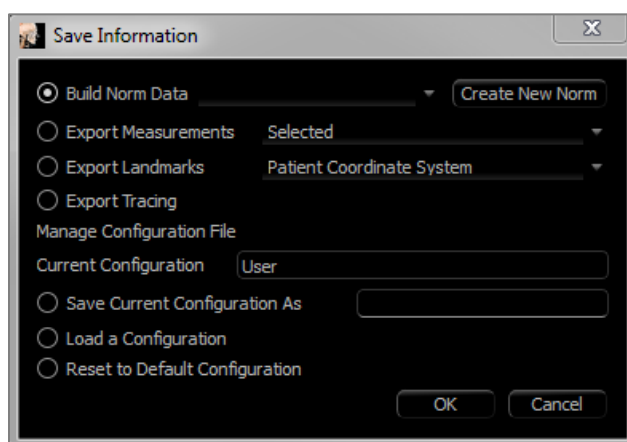 Save Information
Build Norm Data Create New Norm
Export Measurements Selected
Export Landmarks Patient Coordinate System
Export Tracing
Manage Configuration File
Current Configuration User
Save Current Configuration As
Load a Configuration
Reset to Default Configuration
OK Cancel